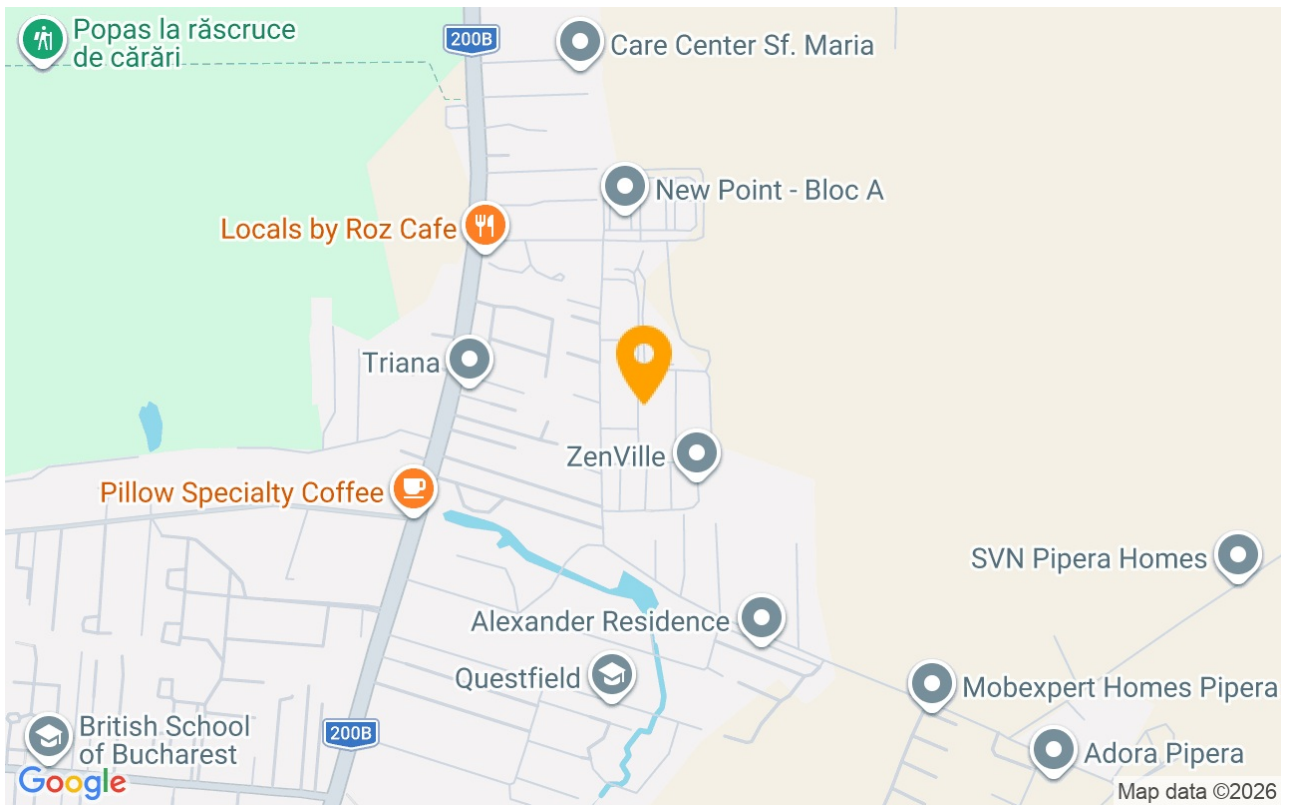 Popas la răscruce
de cărări
200B
Care Center Sf. Maria
New Point - Bloc A
Locals by Roz Cafe
Triana
ZenVille
Pillow Specialty Coffee
SVN Pipera Homes
Alexander Residence
Questfield
Mobexpert Homes Pipera
British School
of Bucharest
200B
Adora Pipera
Google
Map data ©2026